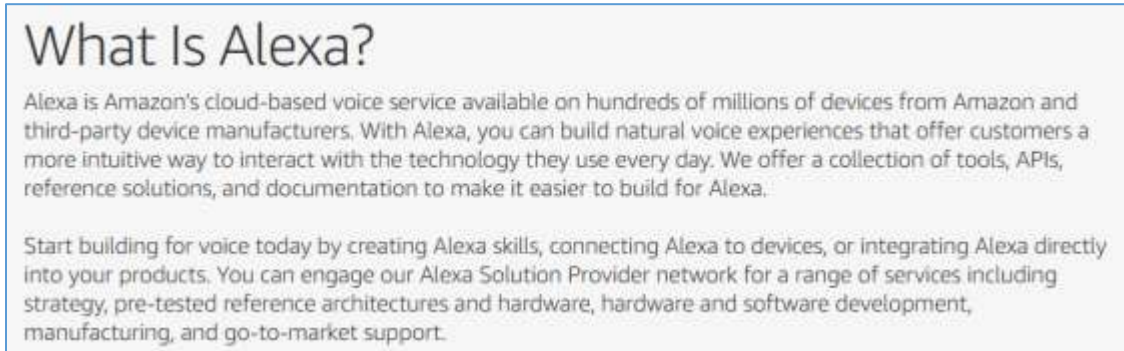 What Is Alexa?
Alexa is Amazon's cloud-based voice service available on hundreds of millions of devices from Amazon and
third-party device manufacturers. With Alexa, you can build natural voice experiences that offer customers a
more intuitive way to interact with the technology they use every day. We offer a collection of tools, APIs,
reference solutions, and documentation to make it easier to build for Alexa.
Start building for voice today by creating Alexa skills, connecting Alexa to devices, or integrating Alexa directly
into your products. You can engage our Alexa Solution Provider network for a range of services including
strategy, pre-tested reference architectures and hardware, hardware and software development,
manufacturing, and go-to-market support.